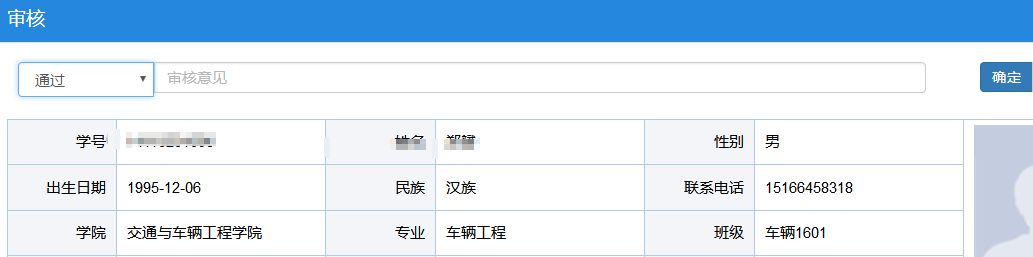 审核
通过 审核意见 确定
学号 姓名 性别 男
出生日期 1995-12-06 民族 汉族 联系电话 15166458318
学院 交通与车辆工程学院 专业 车辆工程 班级 车辆1601